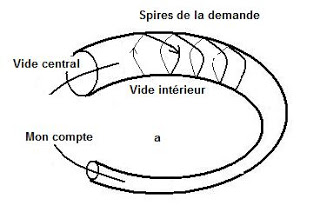 Spires de la demande
Vide central
Vide intérieur
Mon compte
a